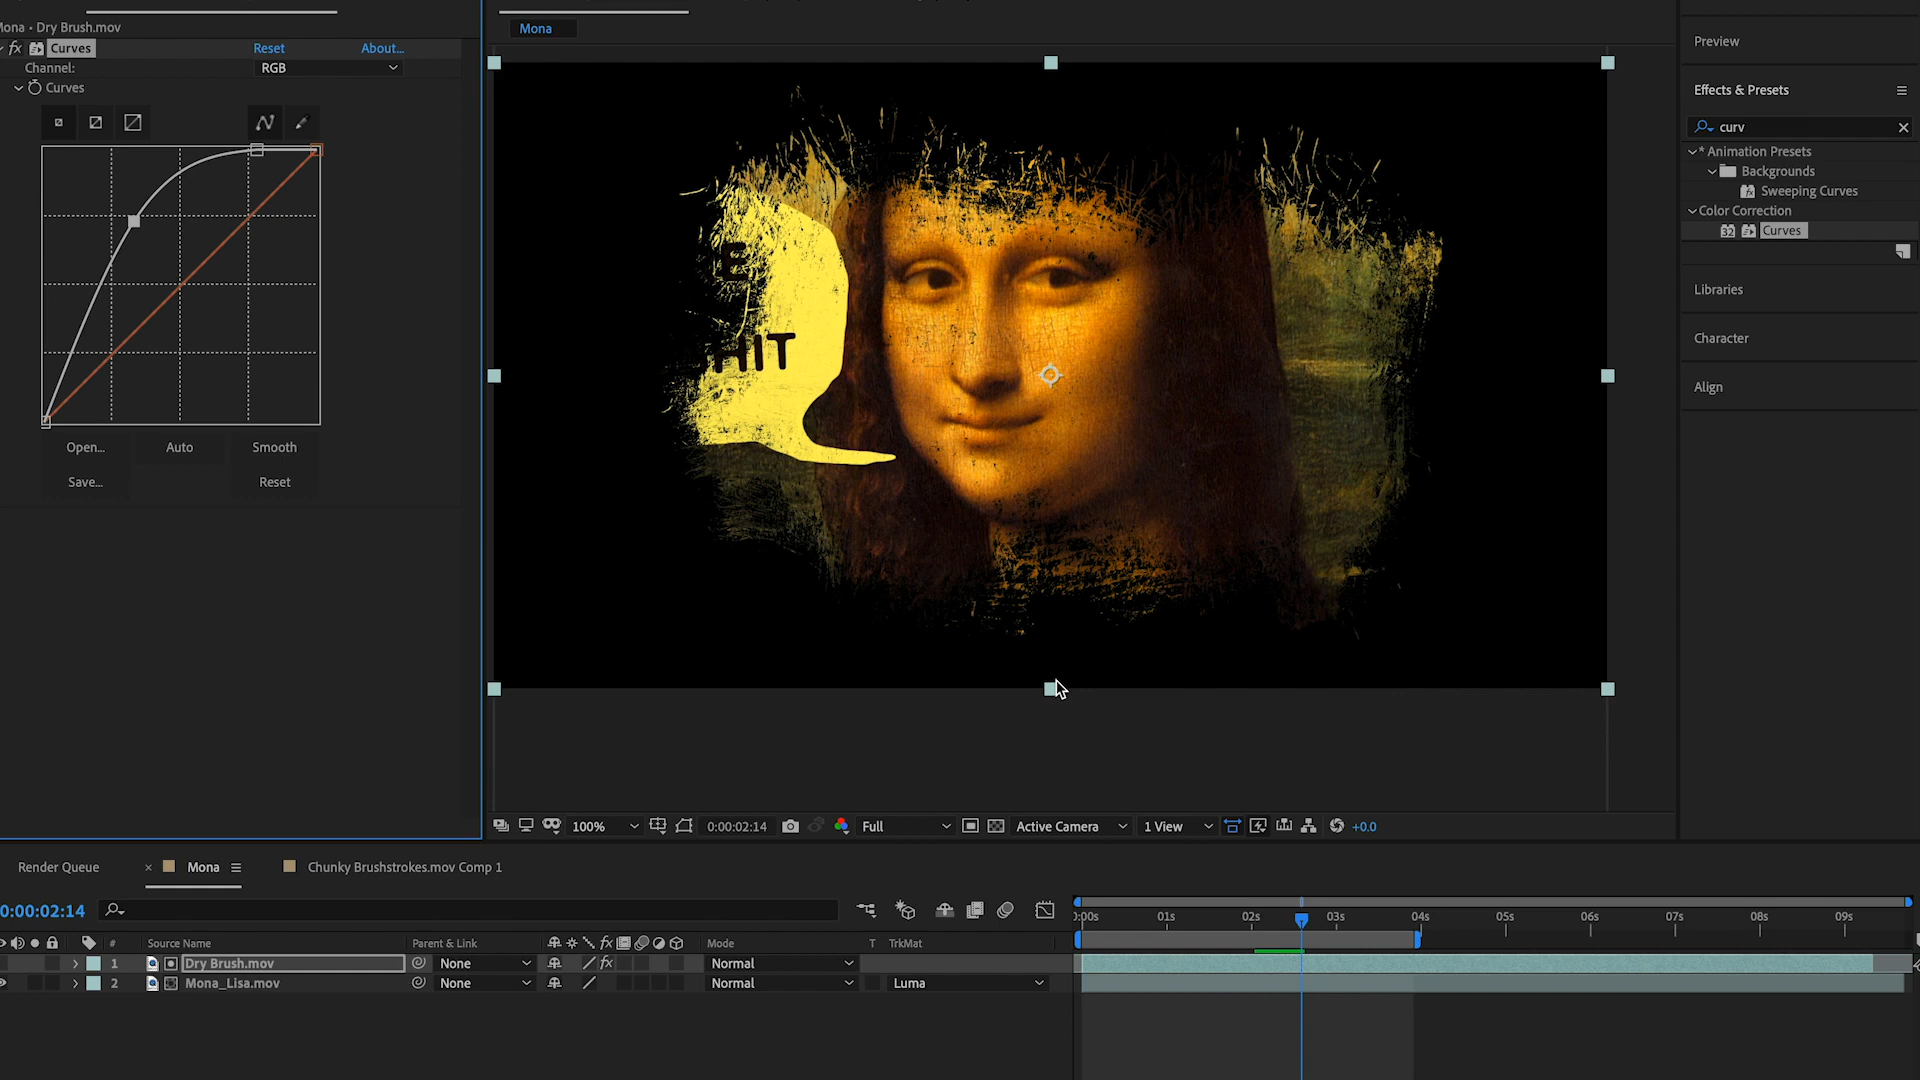 Mona • Dry Brush.mov
fx Curves Reset About...
Channel: RGB
Curves
Open... Auto Smooth
Save... Reset
Mona
E
HIT
100% 0:00:02:14 Full Active Camera 1 View +0.0
Preview
Effects & Presets
curv
* Animation Presets
Backgrounds
Sweeping Curves
Color Correction
32 Curves
Libraries
Character
Align
Render Queue × Mona Chunky Brushstrokes.mov Comp 1
0:00:02:14
# Source Name Parent & Link fx Mode T TrkMat
1 Dry Brush.mov None fx Normal
2 Mona_Lisa.mov None Normal Luma
):00s 01s 02s 03s 04s 05s 06s 07s 08s 09s